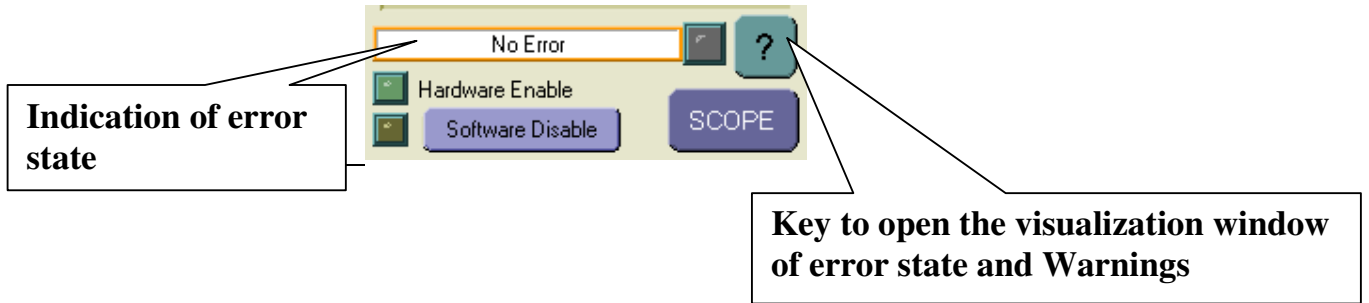 No Error
?
Hardware Enable
Software Disable
SCOPE
Indication of error
state
Key to open the visualization window
of error state and Warnings